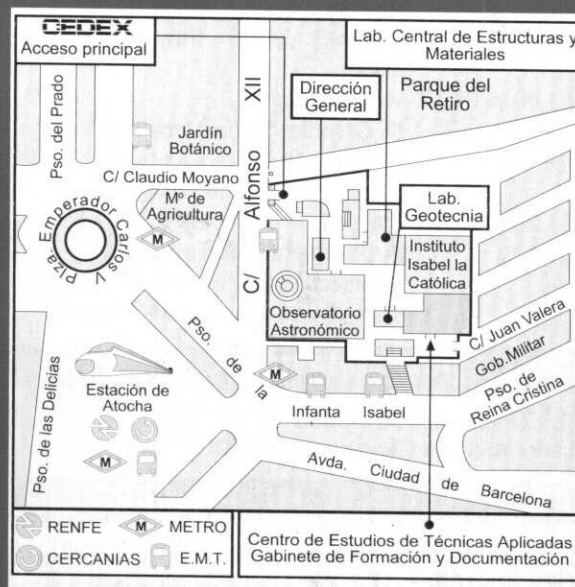 CEDEX
Acceso principal
Lab. Central de Estructuras y
Materiales
Dirección
General
Parque del
Retiro
Pso. del Prado
Jardín
Botánico
C/ Alfonso XII
C/ Claudio Moyano
Mº de
Agricultura
Plza Emperador Carlos V
M
Lab.
Geotecnia
Instituto
Isabel la
Católica
Observatorio
Astronómico
C/ Juan Valera
Gob.Militar
Pso. de
Reina Cristina
Pso. de la
M
Infanta Isabel
Estación de
Atocha
M
Pso. de las Delicias
Avda. Ciudad de Barcelona
RENFE
M METRO
CERCANIAS
E.M.T.
Centro de Estudios de Técnicas Aplicadas
Gabinete de Formación y Documentación